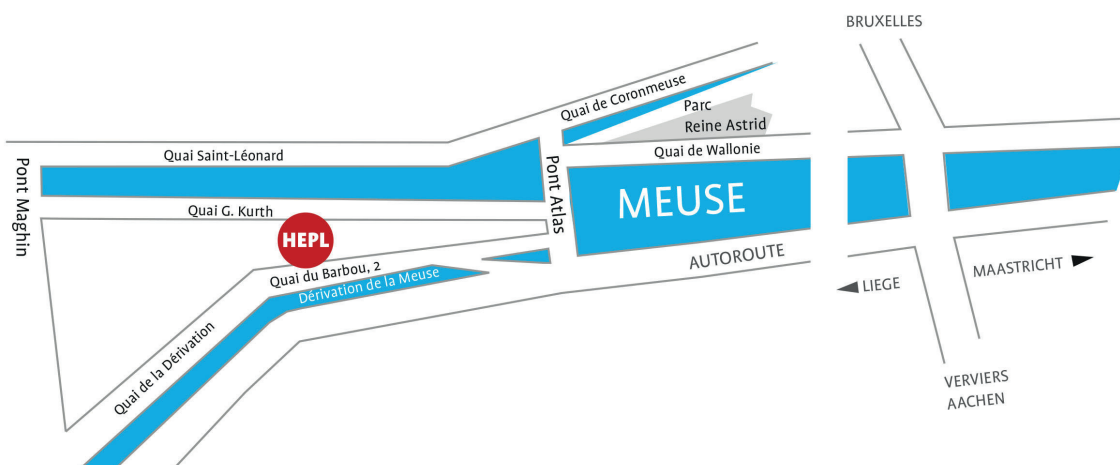 BRUXELLES
Quai de Coronmeuse
Parc
Reine Astrid
Quai Saint-Léonard
Quai de Wallonie
Pont Maghin
Pont Atlas
MEUSE
Quai G. Kurth
HEPL
AUTOROUTE
Quai du Barbou, 2
Dérivation de la Meuse
MAASTRICHT
LIEGE
Quai de la Dérivation
VERVIERS
AACHEN